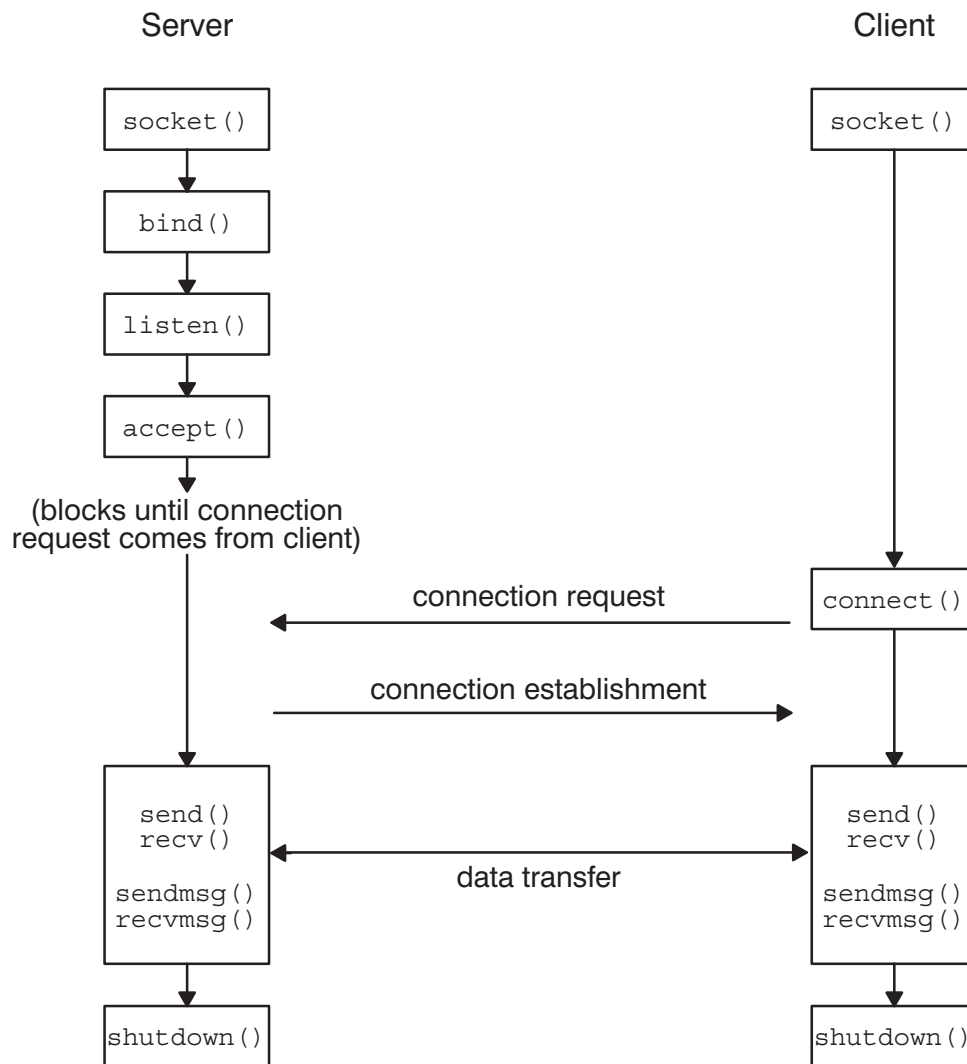 Server
Client
socket()
socket()
bind()
listen()
accept()
(blocks until connection
request comes from client)
connect()
connection request
connection establishment
send()
recv()
sendmsg()
recvmsg()
send()
recv()
sendmsg()
recvmsg()
data transfer
shutdown()
shutdown()